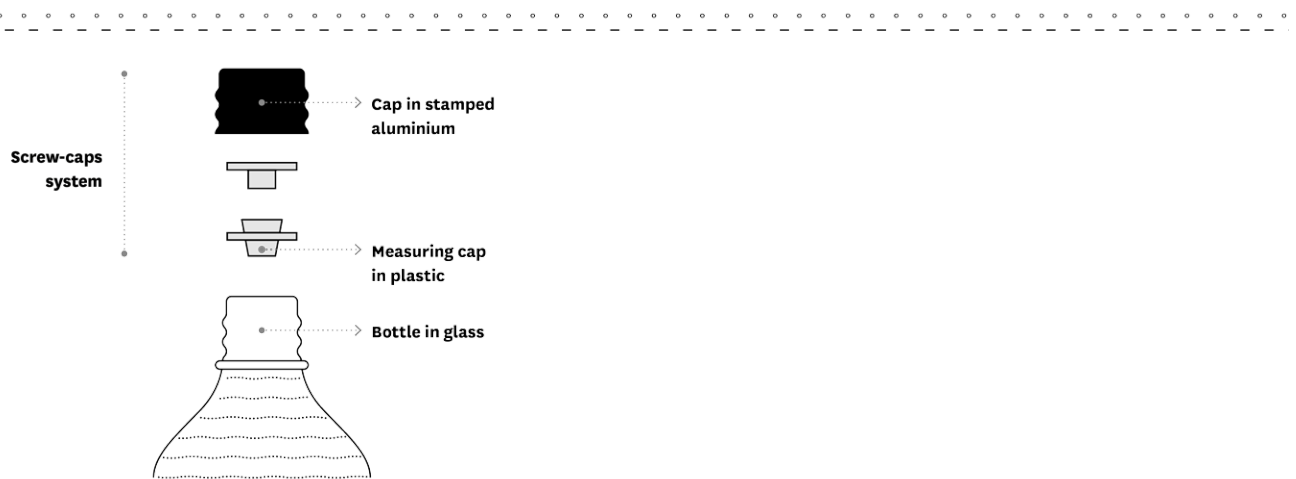 Cap in stamped
aluminium
Screw-caps
system
Measuring cap
in plastic
Bottle in glass